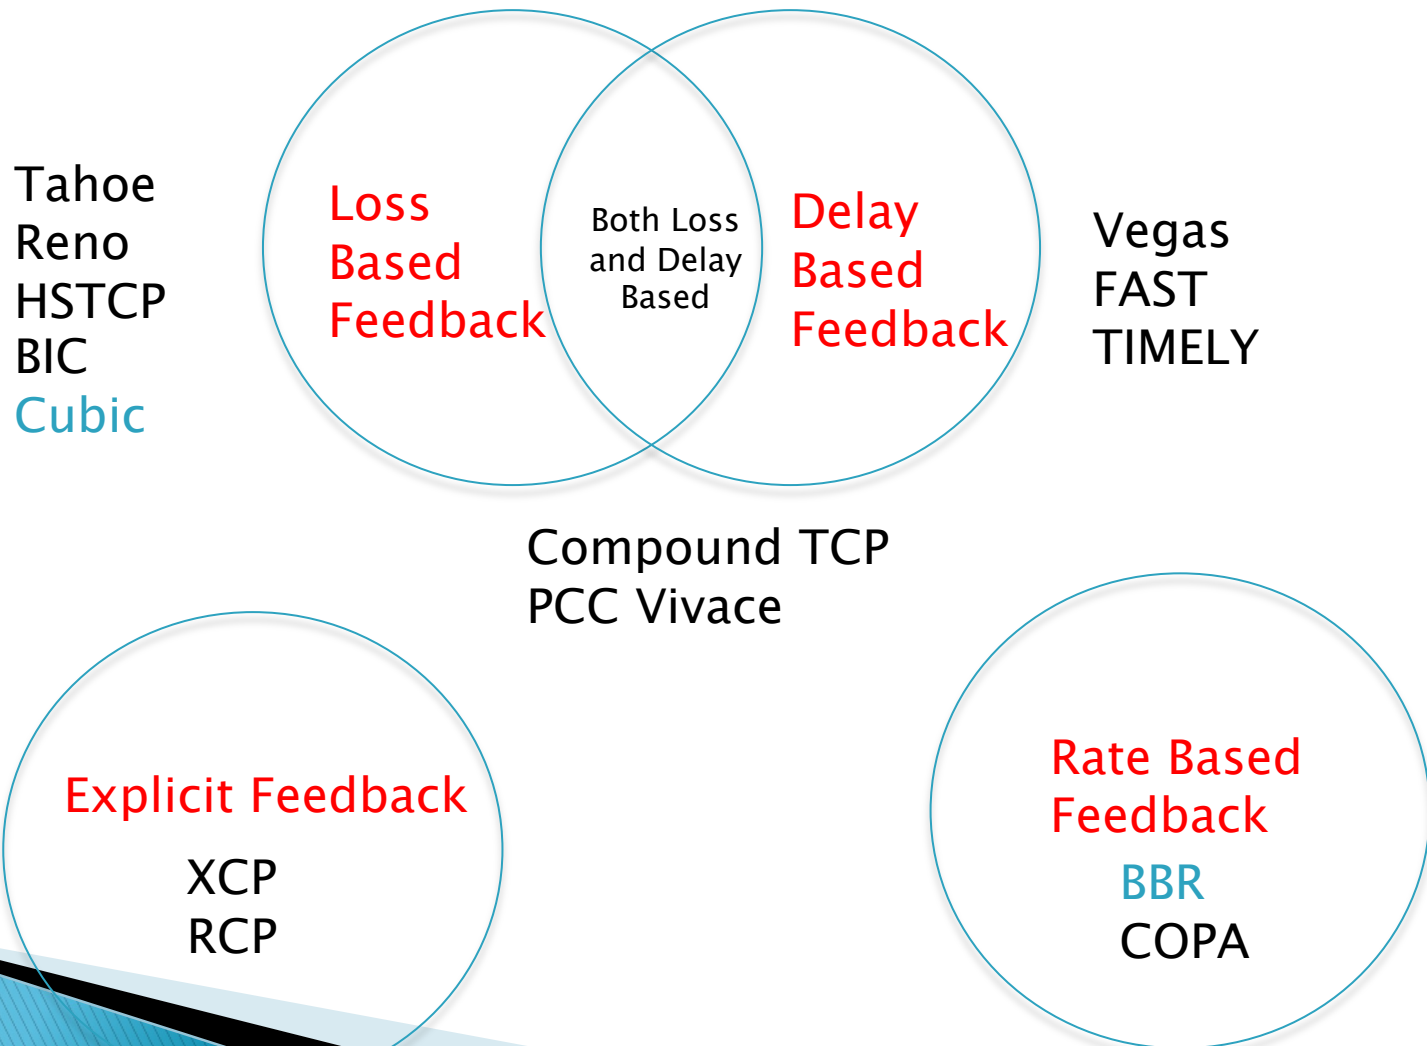 Tahoe
Reno
HSTCP
BIC
Cubic
Loss
Based
Feedback
Both Loss
and Delay
Based
Delay
Based
Feedback
Vegas
FAST
TIMELY
Compound TCP
PCC Vivace
Explicit Feedback
XCP
RCP
Rate Based
Feedback
BBR
COPA